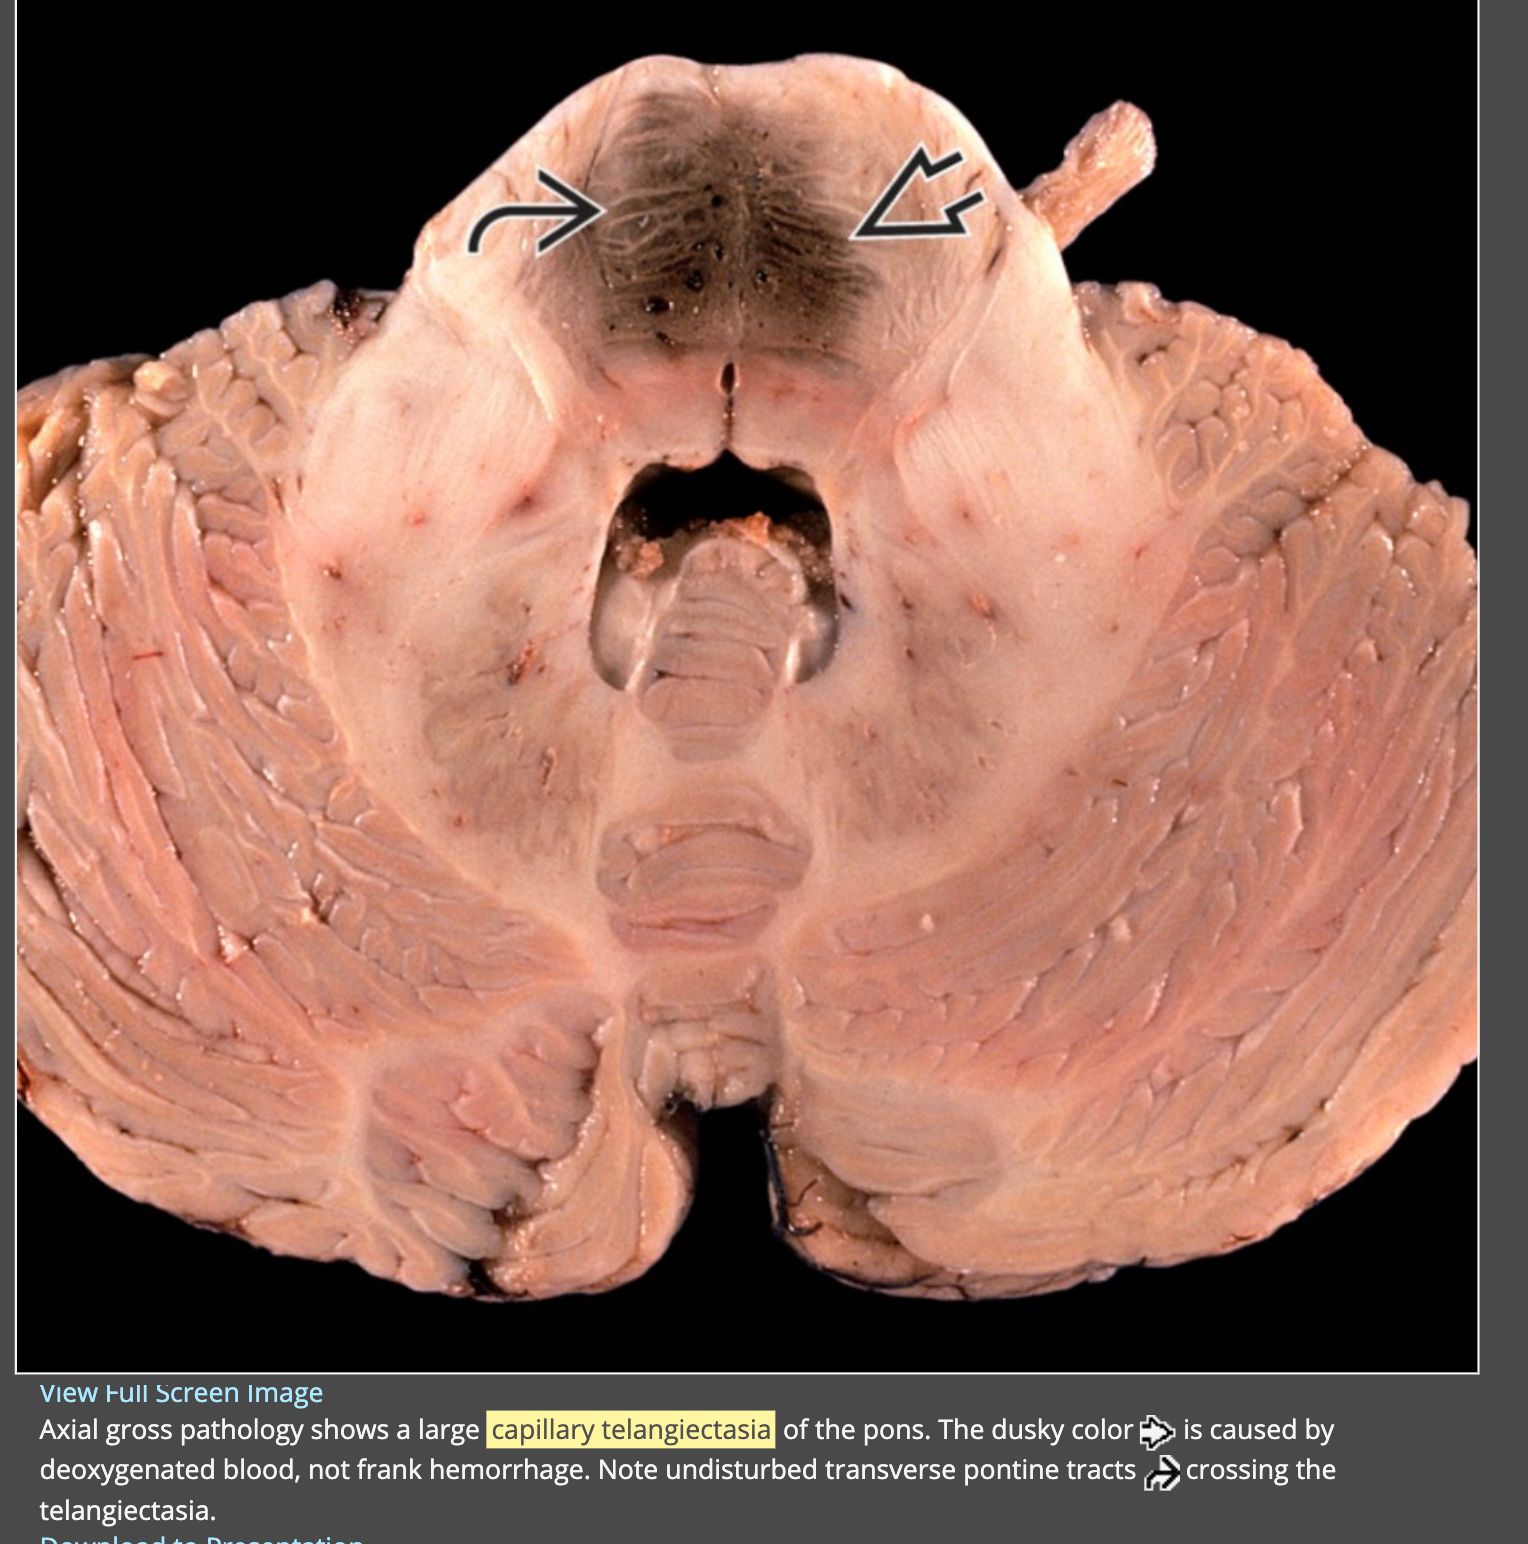 View Full Screen Image
Axial gross pathology shows a large capillary telangiectasia of the pons. The dusky color is caused by
deoxygenated blood, not frank hemorrhage. Note undisturbed transverse pontine tracts crossing the
telangiectasia.
Download to Presentation